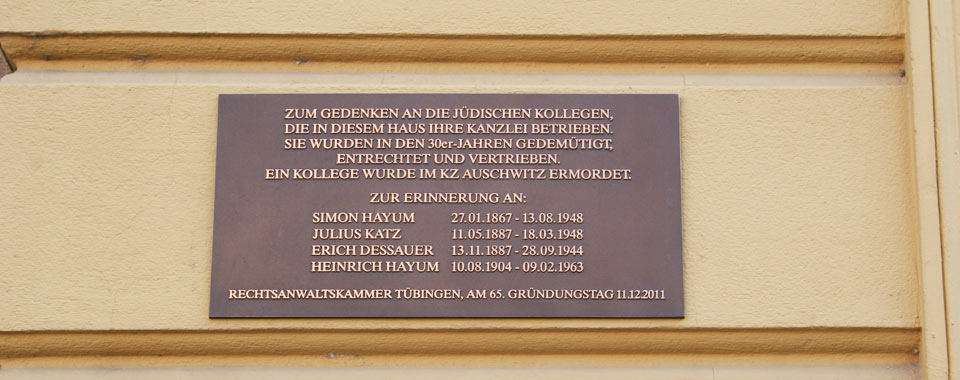 ZUM GEDENKEN AN DIE JÜDISCHEN KOLLEGEN,
DIE IN DIESEM HAUS IHRE KANZLEI BETRIEBEN.
SIE WURDEN IN DEN 30er-JAHREN GEDEMÜTIGT,
ENTRECHTET UND VERTRIEBEN.
EIN KOLLEGE WURDE IM KZ AUSCHWITZ ERMORDET.
ZUR ERINNERUNG AN:
SIMON HAYUM 27.01.1867 - 13.08.1948
JULIUS KATZ 11.05.1887 - 18.03.1948
ERICH DESSAUER 13.11.1887 - 28.09.1944
HEINRICH HAYUM 10.08.1904 - 09.02.1963
RECHTSANWALTSKAMMER TÜBINGEN, AM 65. GRÜNDUNGSTAG 11.12.2011